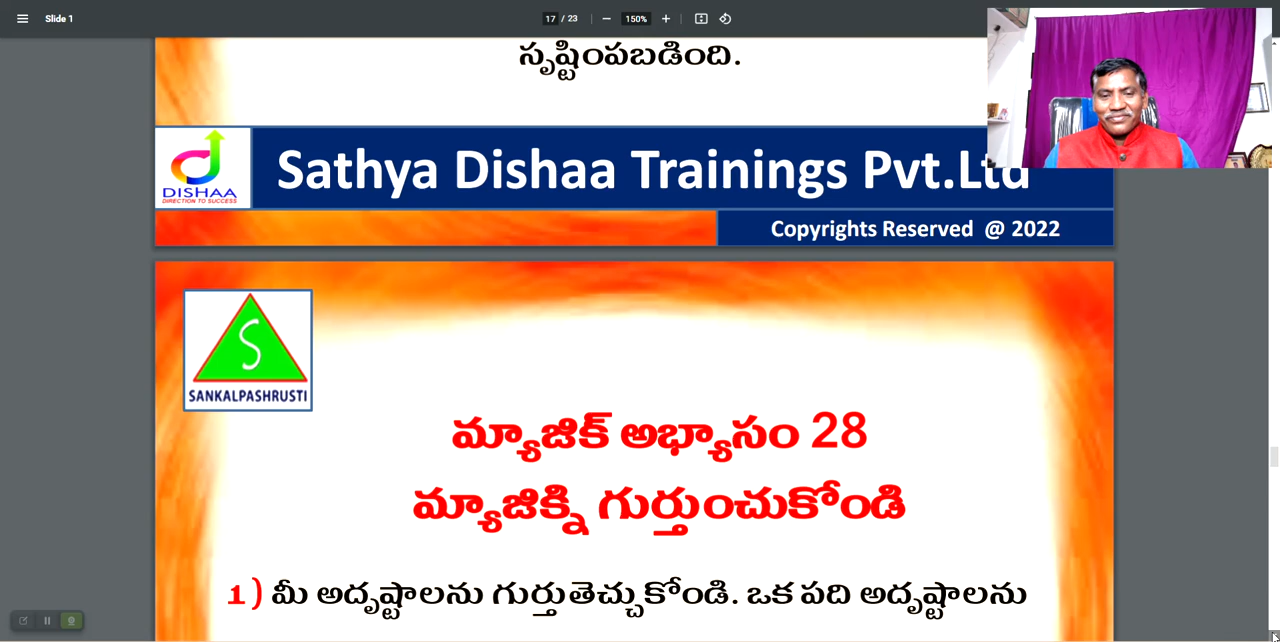 Slide 1
17 / 23
150%
సృష్టింపబడింది.
DISHAA
DIRECTION TO SUCCESS
Sathya Dishaa Trainings Pvt.Ltd
Copyrights Reserved @ 2022
S
SANKALPASHRUSTI
మ్యాజిక్ అభ్యాసం 28
మ్యాజిక్ని గుర్తుంచుకోండి
1) మీ అదృష్టాలను గుర్తుతెచ్చుకోండి. ఒక పది అదృష్టాలను